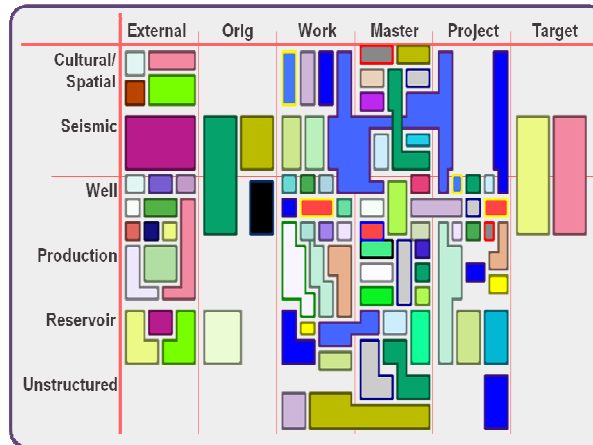 External Orig Work Master Project Target
Cultural/
Spatial
Seismic
Well
Production
Reservoir
Unstructured